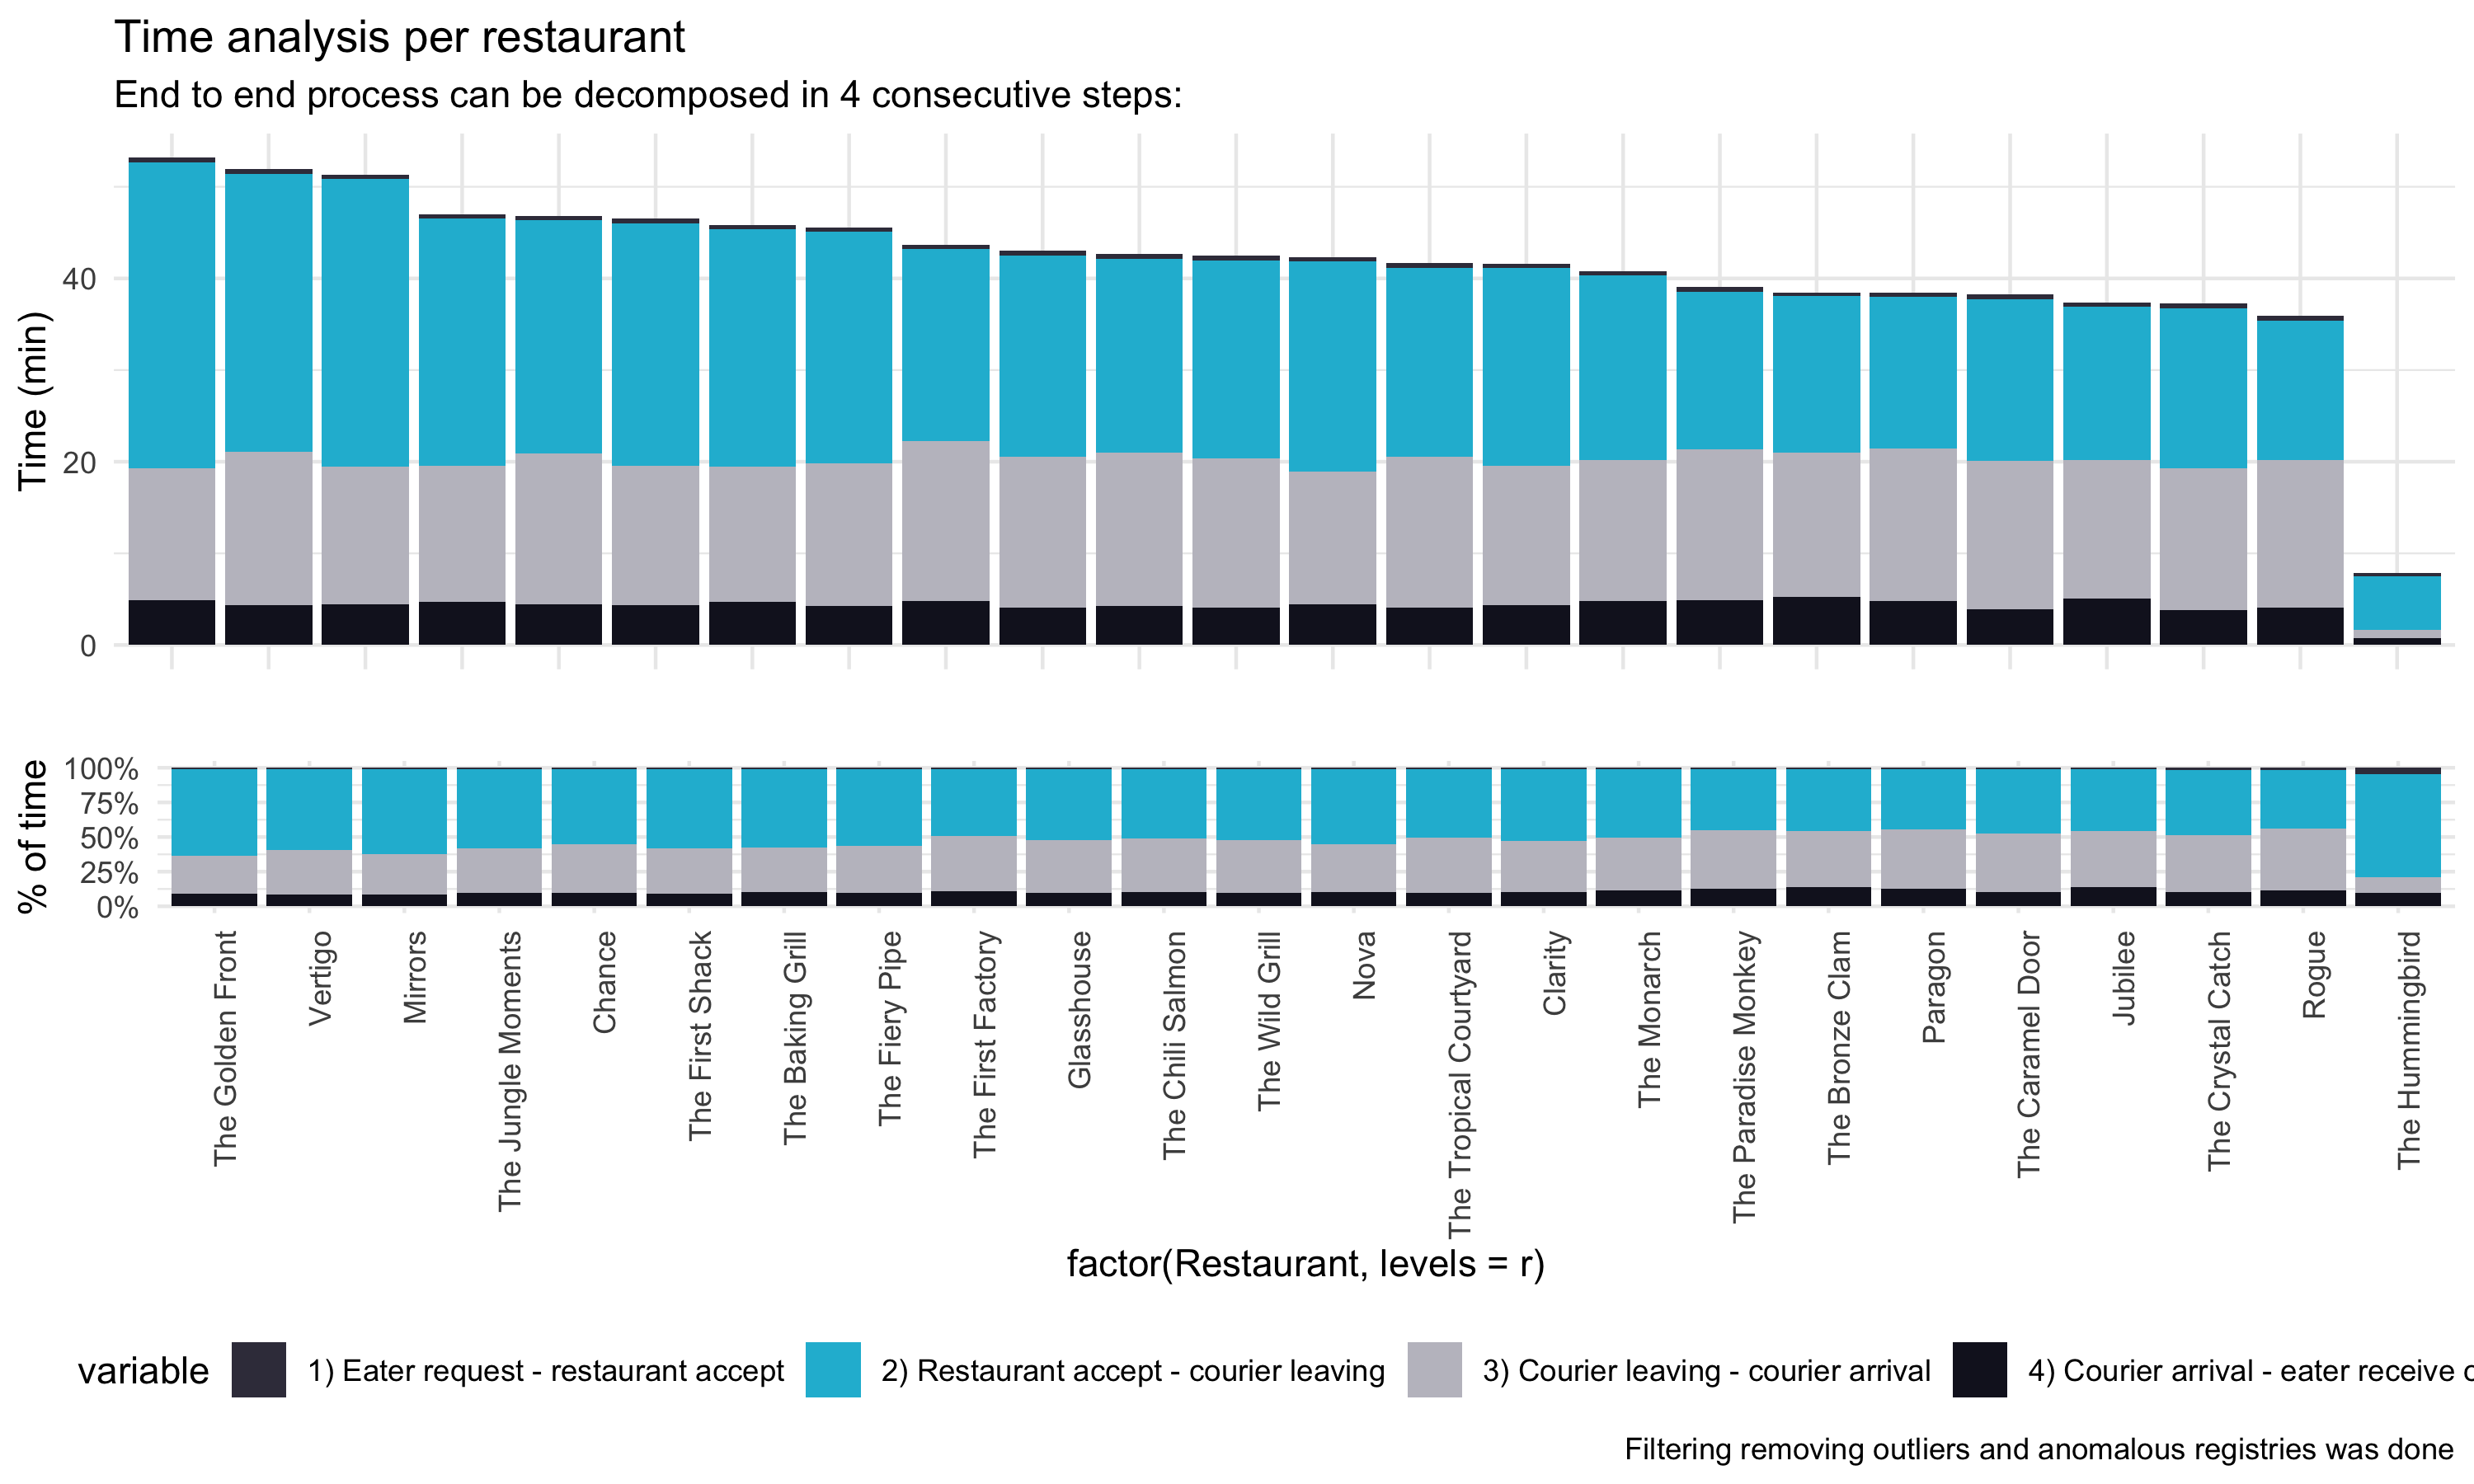 Time analysis per restaurant
End to end process can be decomposed in 4 consecutive steps:
Time (min)
40
20
0
% of time
100%
75%
50%
25%
0%
The Golden Front
Vertigo
Mirrors
The Jungle Moments
Chance
The First Shack
The Baking Grill
The Fiery Pipe
The First Factory
Glasshouse
The Chili Salmon
The Wild Grill
Nova
The Tropical Courtyard
Clarity
The Monarch
The Paradise Monkey
The Bronze Clam
Paragon
The Caramel Door
Jubilee
The Crystal Catch
Rogue
The Hummingbird
factor(Restaurant, levels = r)
variable
1) Eater request - restaurant accept
2) Restaurant accept - courier leaving
3) Courier leaving - courier arrival
4) Courier arrival - eater receive
Filtering removing outliers and anomalous registries was done